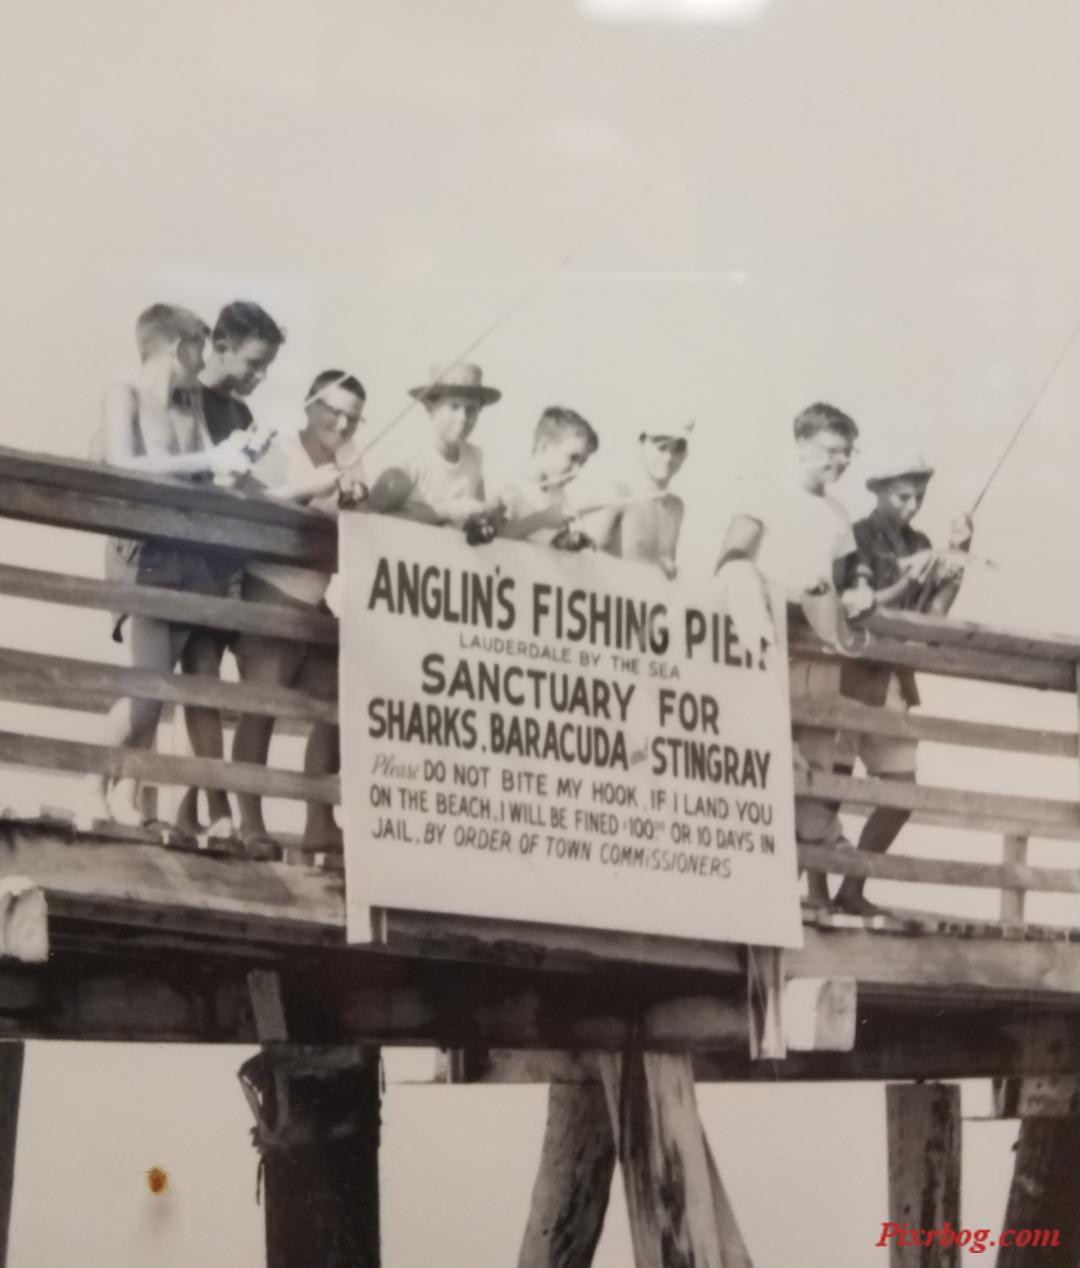 ANGLIN'S FISHING PIER
LAUDERDALE BY THE SEA
SANCTUARY FOR
SHARKS. BARACUDA and STINGRAY
Please DO NOT BITE MY HOOK. IF I LAND YOU
ON THE BEACH. I WILL BE FINED $100⁰⁰ OR 10 DAYS IN
JAIL. BY ORDER OF TOWN COMMISSIONERS
Pixrbog.com